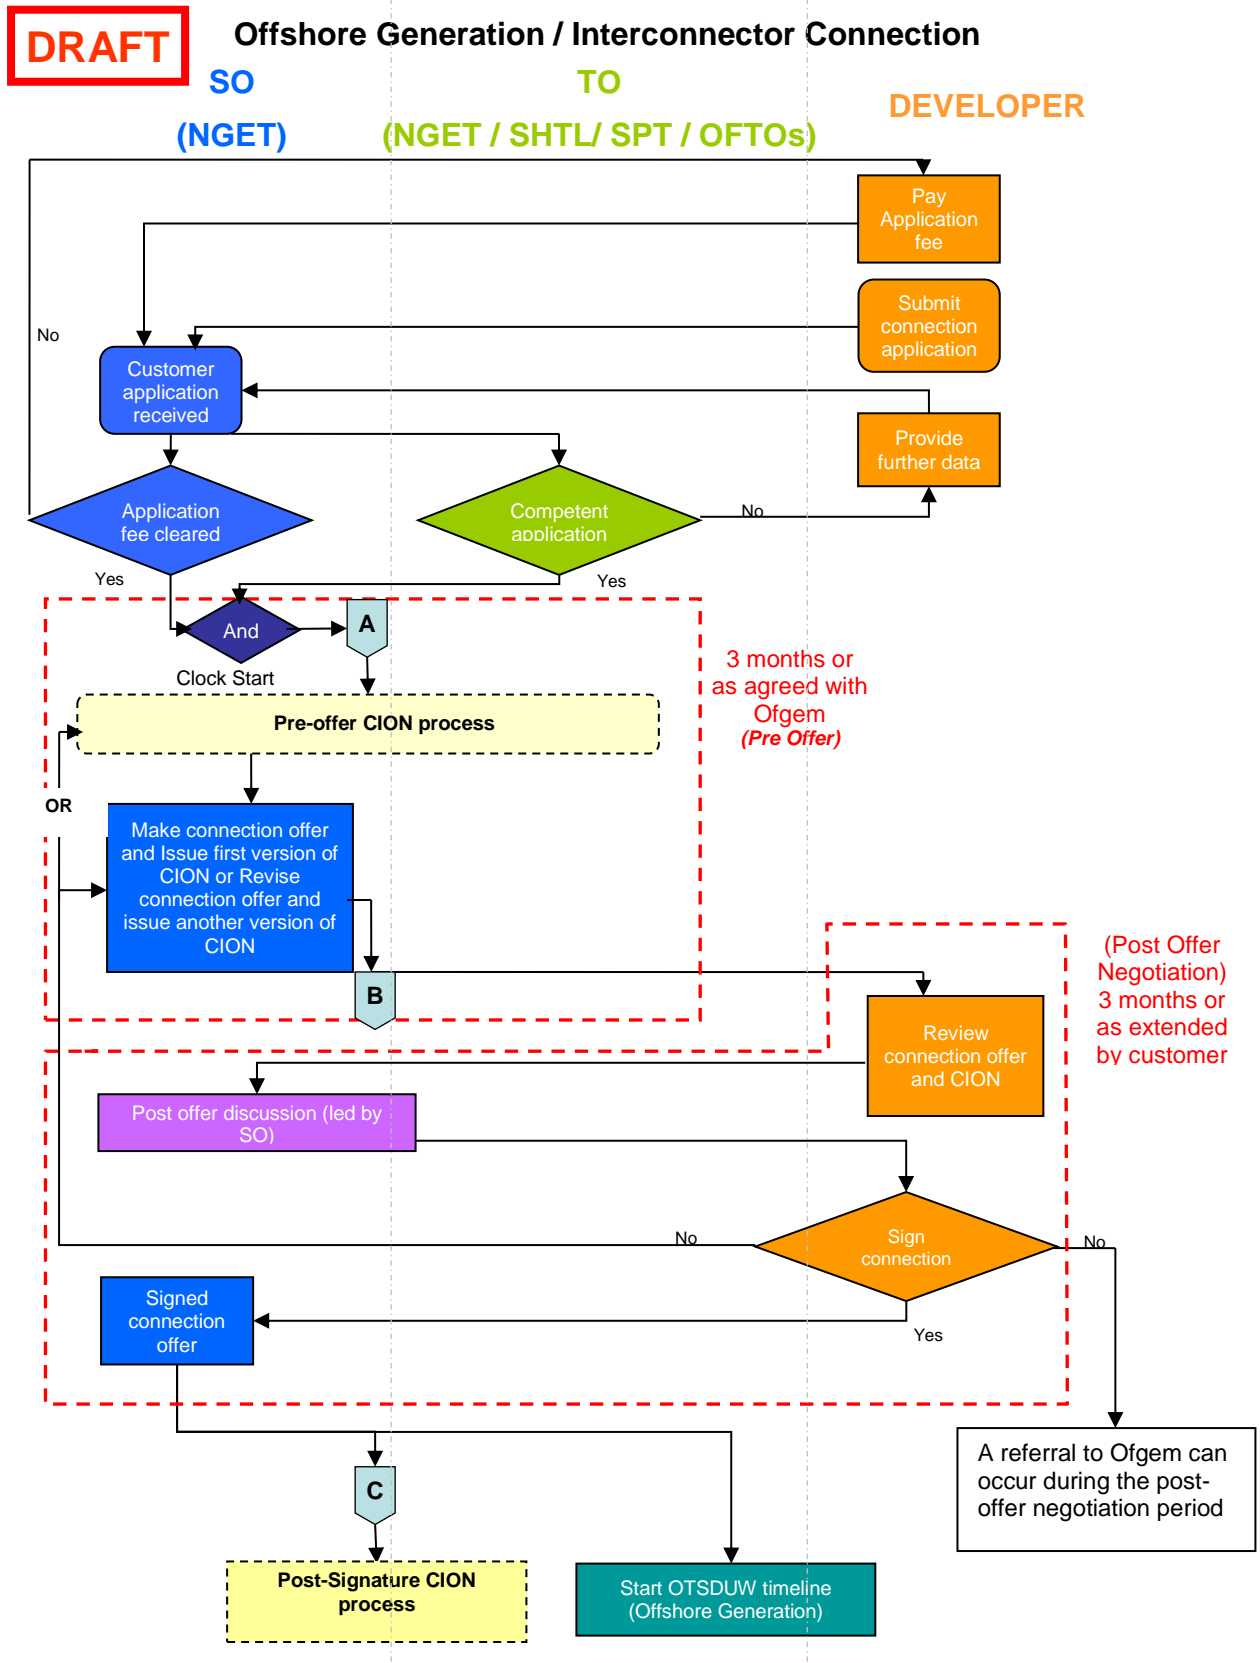 DRAFT
Offshore Generation / Interconnector Connection
SO
(NGET)
TO
(NGET / SHTL/ SPT / OFTOs)
DEVELOPER
Pay
Application
fee
Submit
connection
application
No
Customer
application
received
Provide
further data
Application
fee cleared
Competent
application
No
Yes
Yes
And
A
Clock Start
3 months or
as agreed with
Ofgem
(Pre Offer)
Pre-offer CION process
OR
Make connection offer
and Issue first version of
CION or Revise
connection offer and
issue another version of
CION
B
(Post Offer
Negotiation)
3 months or
as extended
by customer
Review
connection offer
and CION
Post offer discussion (led by
SO)
Sign
connection
No
No
Signed
connection
offer
Yes
A referral to Ofgem can
occur during the post-
offer negotiation period
C
Post-Signature CION
process
Start OTSDUW timeline
(Offshore Generation)